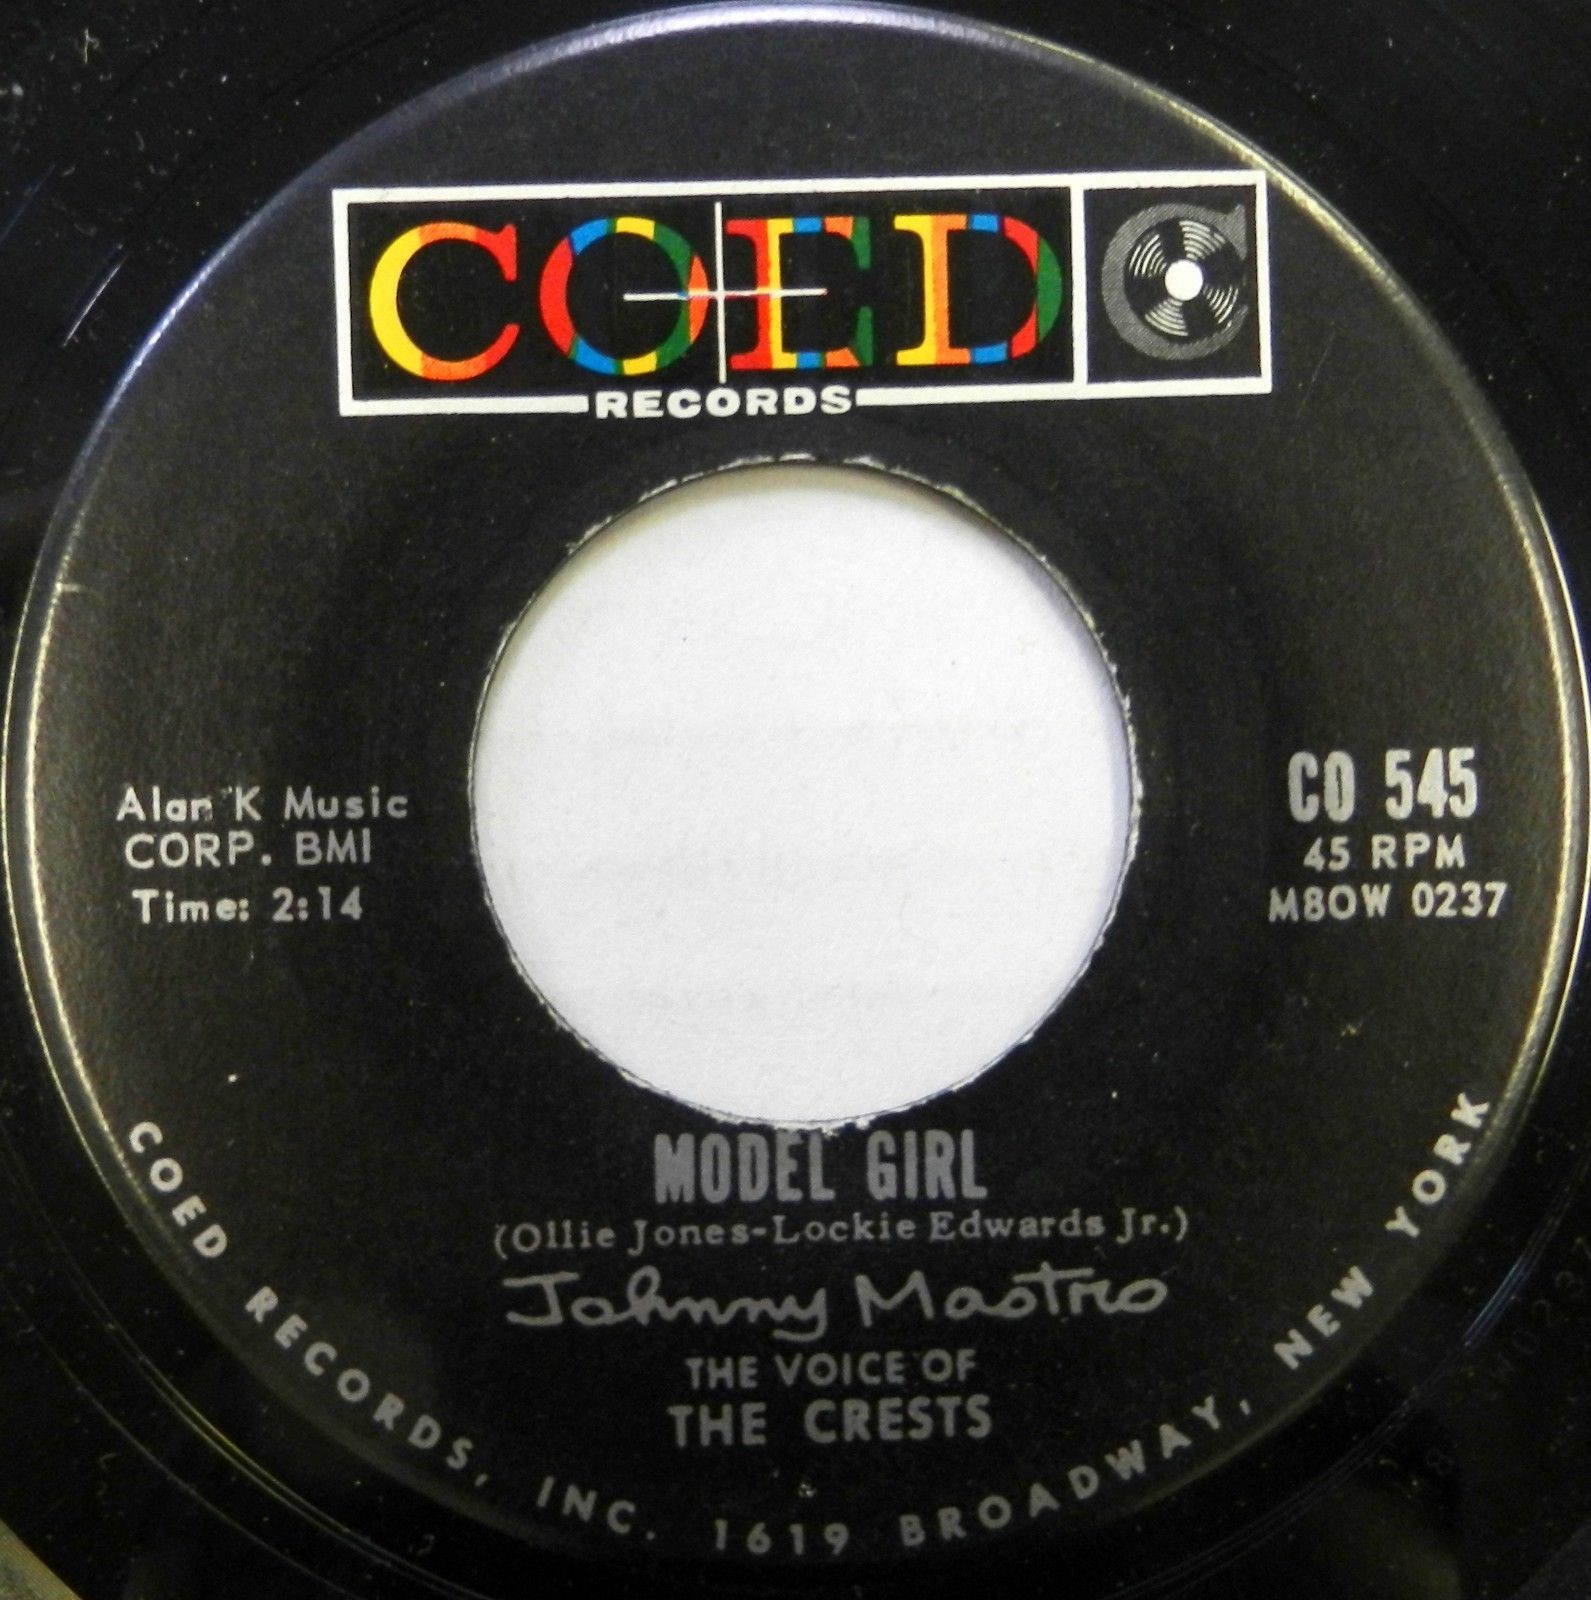 COED C
RECORDS
Alan K Music
CORP. BMI
Time: 2:14
CO 545
45 RPM
M8OW 0237
MODEL GIRL
(Ollie Jones-Lockie Edwards Jr.)
Johnny Mastro
THE VOICE OF
THE CRESTS
COED RECORDS, INC. 1619 BROADWAY, NEW YORK